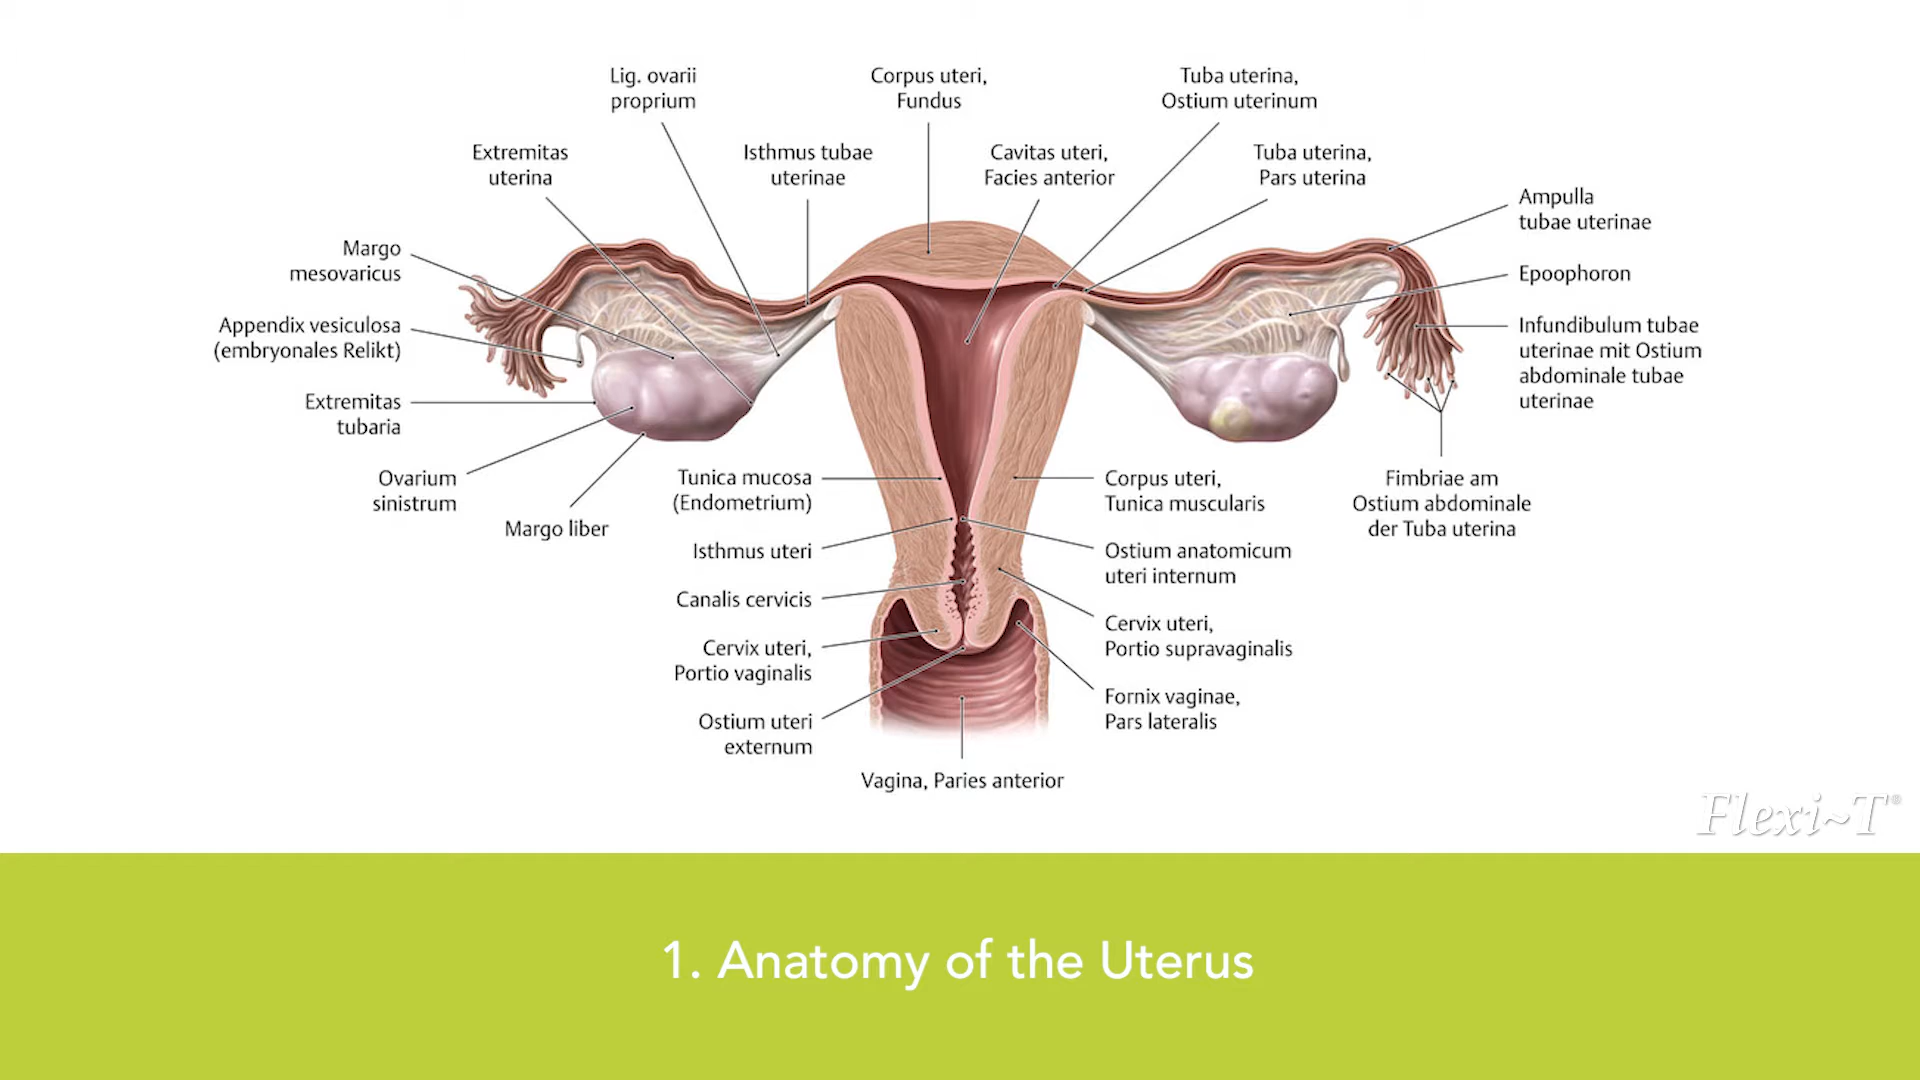 Lig. ovarii
proprium
Corpus uteri,
Fundus
Tuba uterina,
Ostium uterinum
Extremitas
uterina
Isthmus tubae
uterinae
Cavitas uteri,
Facies anterior
Tuba uterina,
Pars uterina
Ampulla
tubae uterinae
Margo
mesovaricus
Epoophoron
Appendix vesiculosa
(embryonales Relikt)
Infundibulum tubae
uterinae mit Ostium
abdominale tubae
uterinae
Extremitas
tubaria
Ovarium
sinistrum
Margo liber
Tunica mucosa
(Endometrium)
Corpus uteri,
Tunica muscularis
Fimbriae am
Ostium abdominale
der Tuba uterina
Isthmus uteri
Ostium anatomicum
uteri internum
Canalis cervicis
Cervix uteri,
Portio supravaginalis
Cervix uteri,
Portio vaginalis
Fornix vaginae,
Pars lateralis
Ostium uteri
externum
Vagina, Paries anterior
Flexi~T®
1. Anatomy of the Uterus